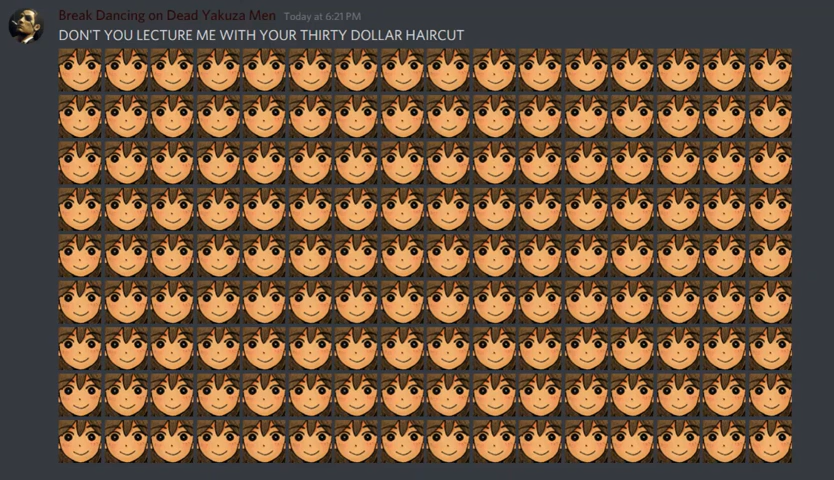 Break Dancing on Dead Yakuza Men Today at 6:21 PM
DON'T YOU LECTURE ME WITH YOUR THIRTY DOLLAR HAIRCUT